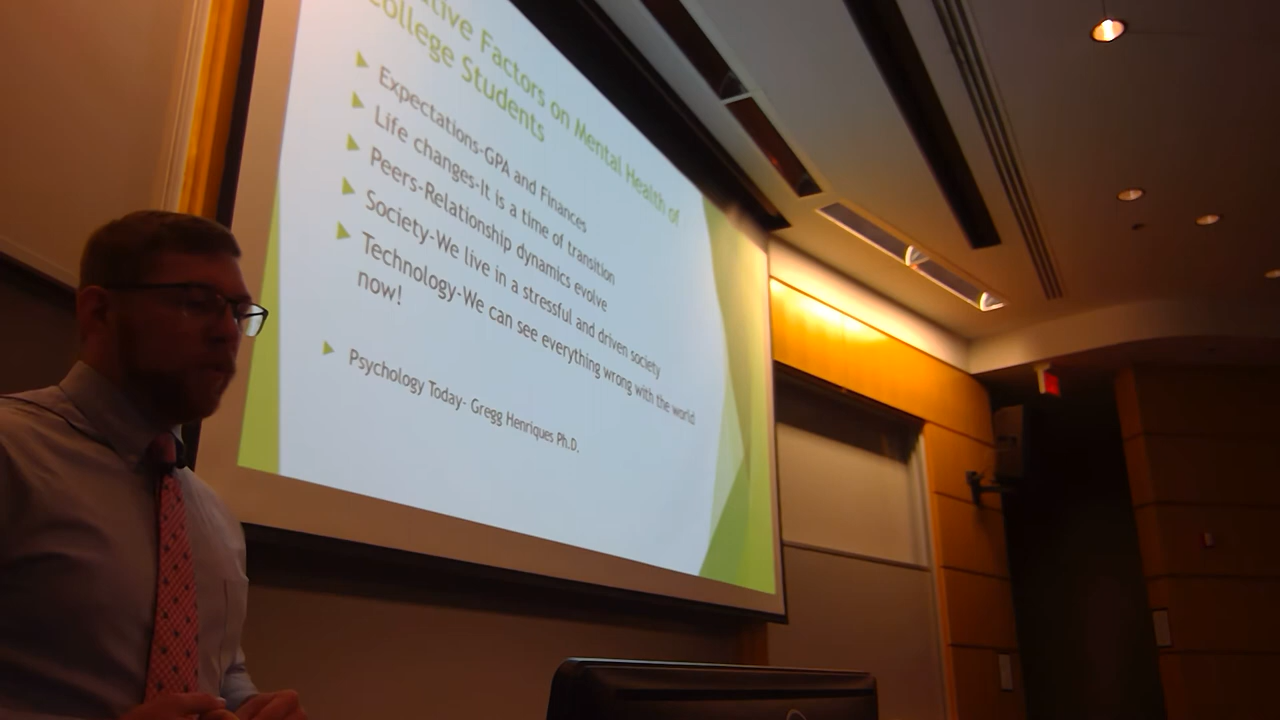 Factors on Mental Health of
College Students
Expectations-GPA and Finances
Life changes-It is a time of transition
Peers-Relationship dynamics evolve
Society-We live in a stressful and driven society
Technology-We can see everything wrong with the world
now!
Psychology Today- Gregg Henriques Ph.D.